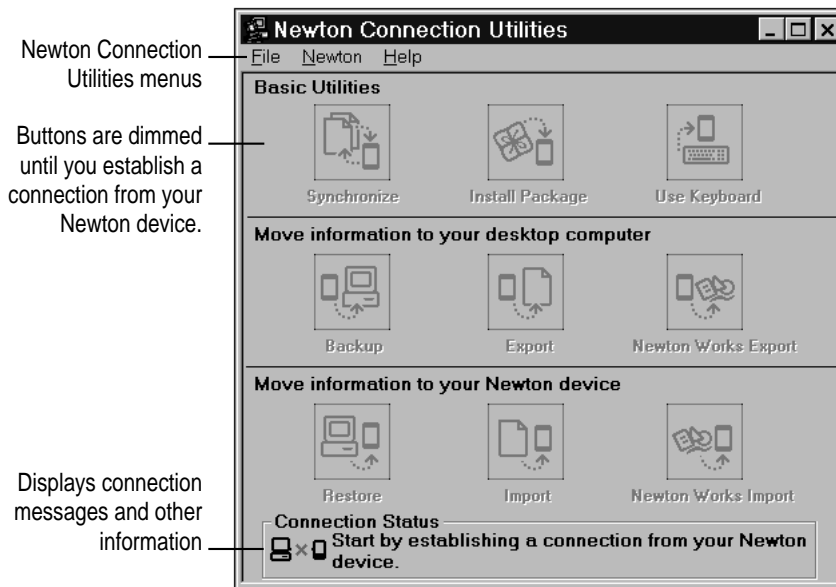 Newton Connection Utilities
File Newton Help
Newton Connection
Utilities menus
Basic Utilities
Buttons are dimmed
until you establish a
connection from your
Newton device.
Synchronize Install Package Use Keyboard
Move information to your desktop computer
Backup Export Newton Works Export
Move information to your Newton device
Restore Import Newton Works Import
Displays connection
messages and other
information
Connection Status
Start by establishing a connection from your Newton
device.